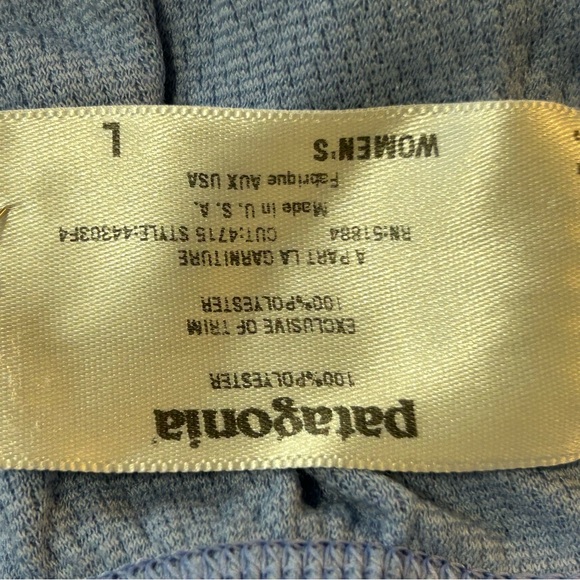 patagonia
100%POLYESTER
EXCLUSIVE OF TRIM
100%POLYESTER
A PART LA GARNITURE
RN:51884 CUT:4715 STYLE:44303F4
Made in U. S. A.
Fabrique AUX USA
WOMEN'S L